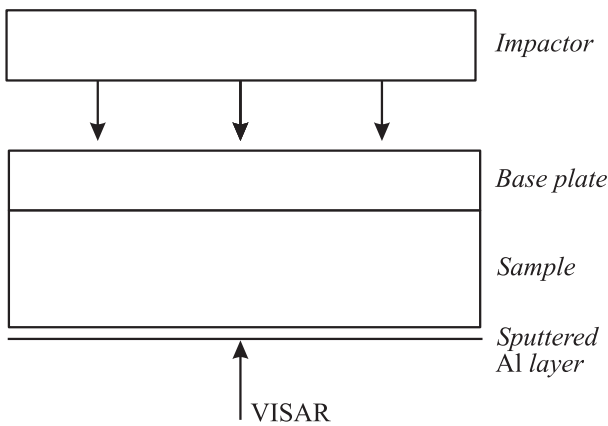 Impactor
Base plate
Sample
Sputtered
Al layer
VISAR